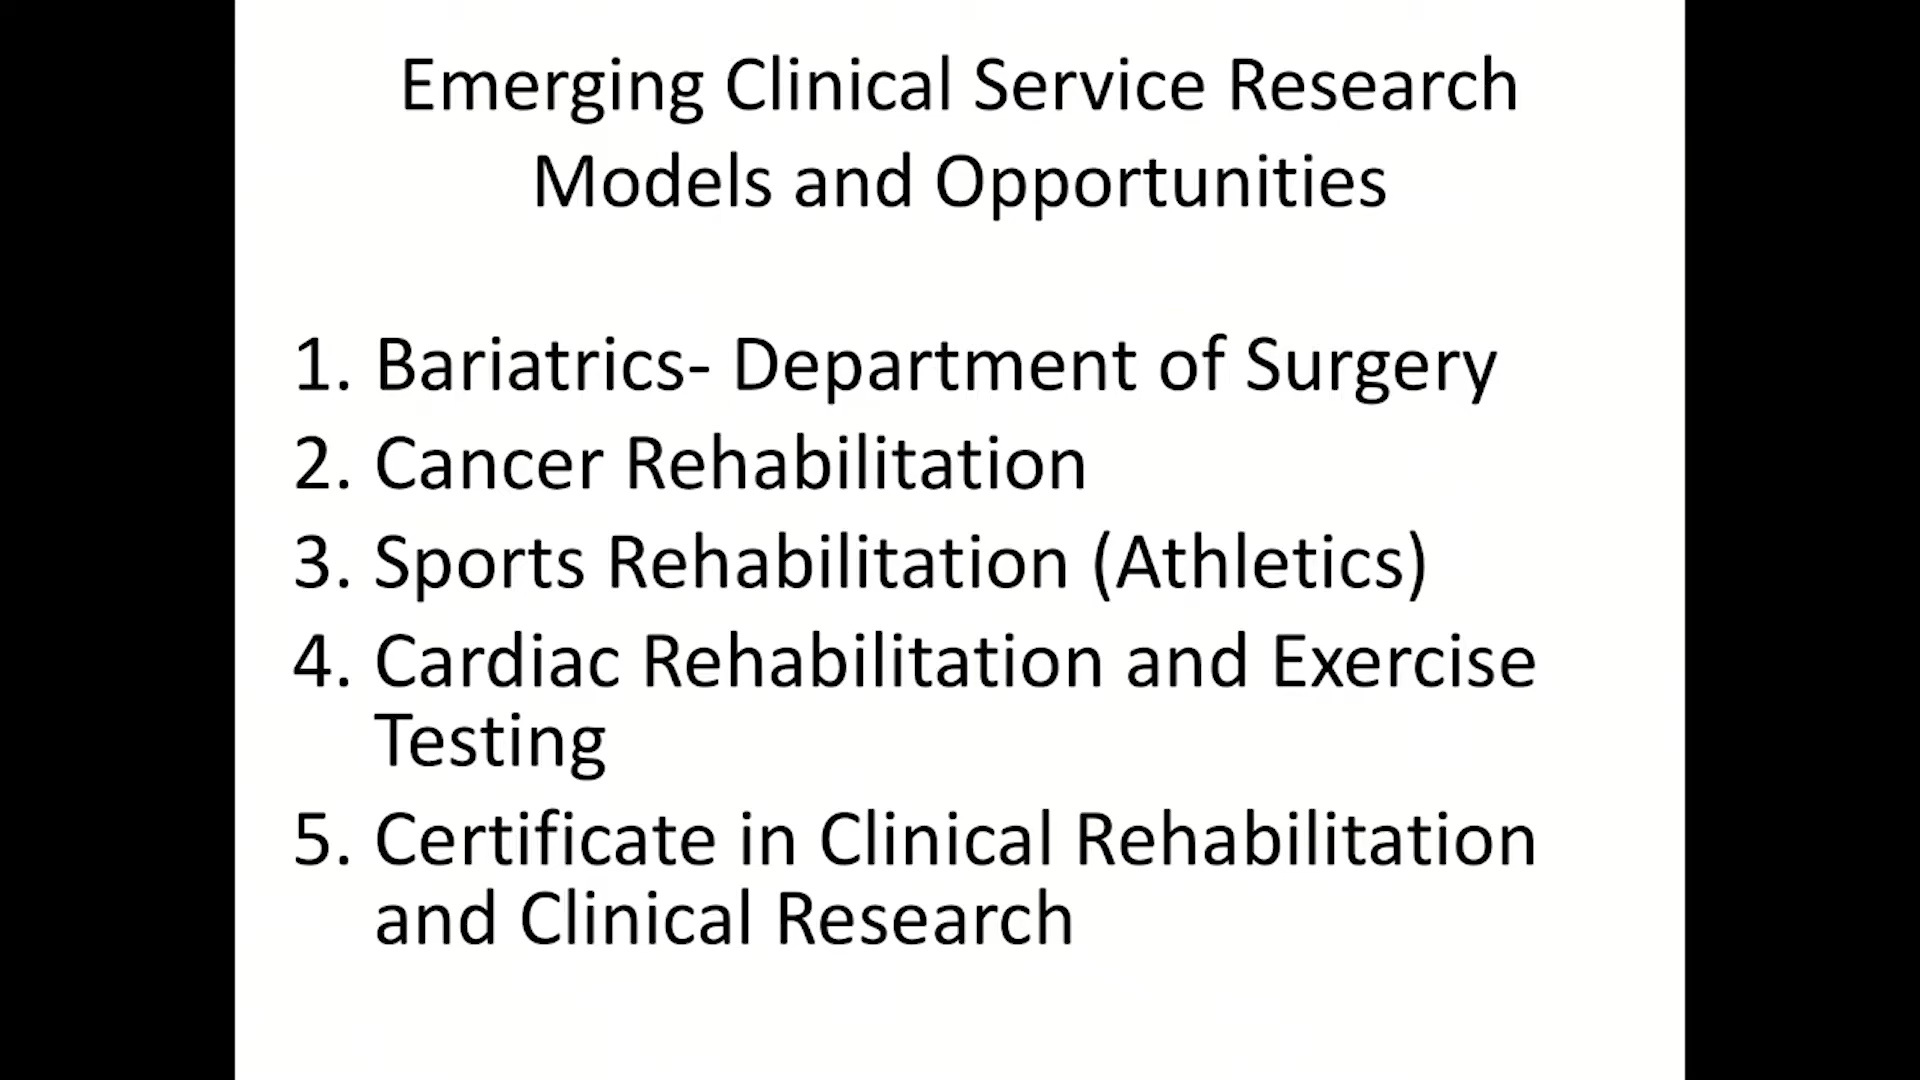 Emerging Clinical Service Research
Models and Opportunities
1. Bariatrics- Department of Surgery
2. Cancer Rehabilitation
3. Sports Rehabilitation (Athletics)
4. Cardiac Rehabilitation and Exercise
Testing
5. Certificate in Clinical Rehabilitation
and Clinical Research